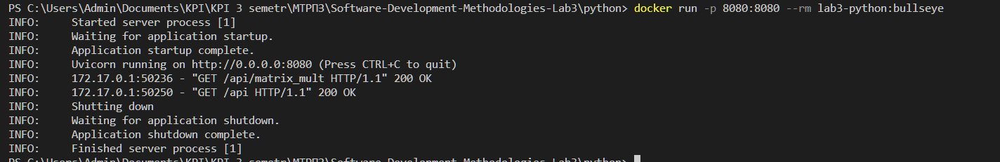 PS C:\Users\Admin\Documents\KPI\KPI 3 semetr\МТРПЗ\Software-Development-Methodologies-Lab3\python> docker run -p 8080:8080 --rm lab3-python:bullseye
INFO:     Started server process [1]
INFO:     Waiting for application startup.
INFO:     Application startup complete.
INFO:     Uvicorn running on http://0.0.0.0:8080 (Press CTRL+C to quit)
INFO:     172.17.0.1:50236 - "GET /api/matrix_mult HTTP/1.1" 200 OK
INFO:     172.17.0.1:50250 - "GET /api HTTP/1.1" 200 OK
INFO:     Shutting down
INFO:     Waiting for application shutdown.
INFO:     Application shutdown complete.
INFO:     Finished server process [1]
PS C:\Users\Admin\Documents\KPI\KPI 3 semetr\МТРПЗ\Software-Development-Methodologies-Lab3\python>